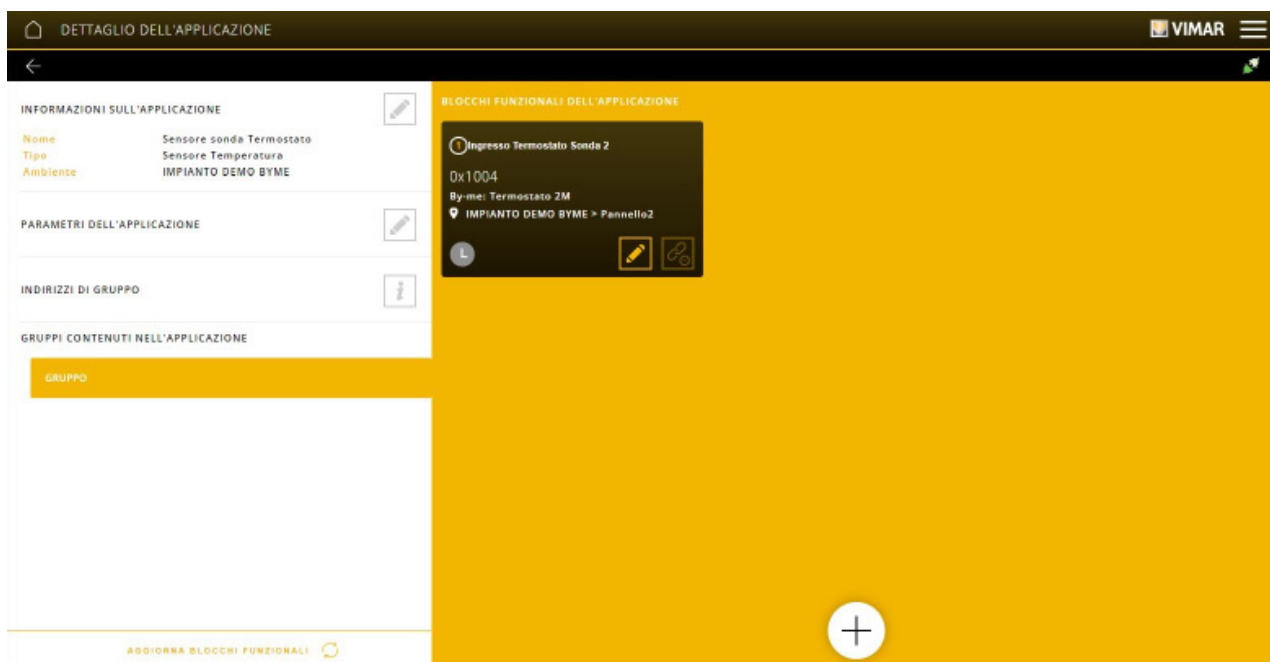 DETTAGLIO DELL'APPLICAZIONE
VIMAR
INFORMAZIONI SULL'APPLICAZIONE
Nome Sensore sonda Termostato
Tipo Sensore Temperatura
Ambiente IMPIANTO DEMO BYME
PARAMETRI DELL'APPLICAZIONE
INDIRIZZI DI GRUPPO
GRUPPI CONTENUTI NELL'APPLICAZIONE
GRUPPO
AGGIORNA BLOCCHI FUNZIONALI
BLOCCHI FUNZIONALI DELL'APPLICAZIONE
1 Ingresso Termostato Sonda 2
0x1004
By-me: Termostato 2M
IMPIANTO DEMO BYME > Pannello2
L